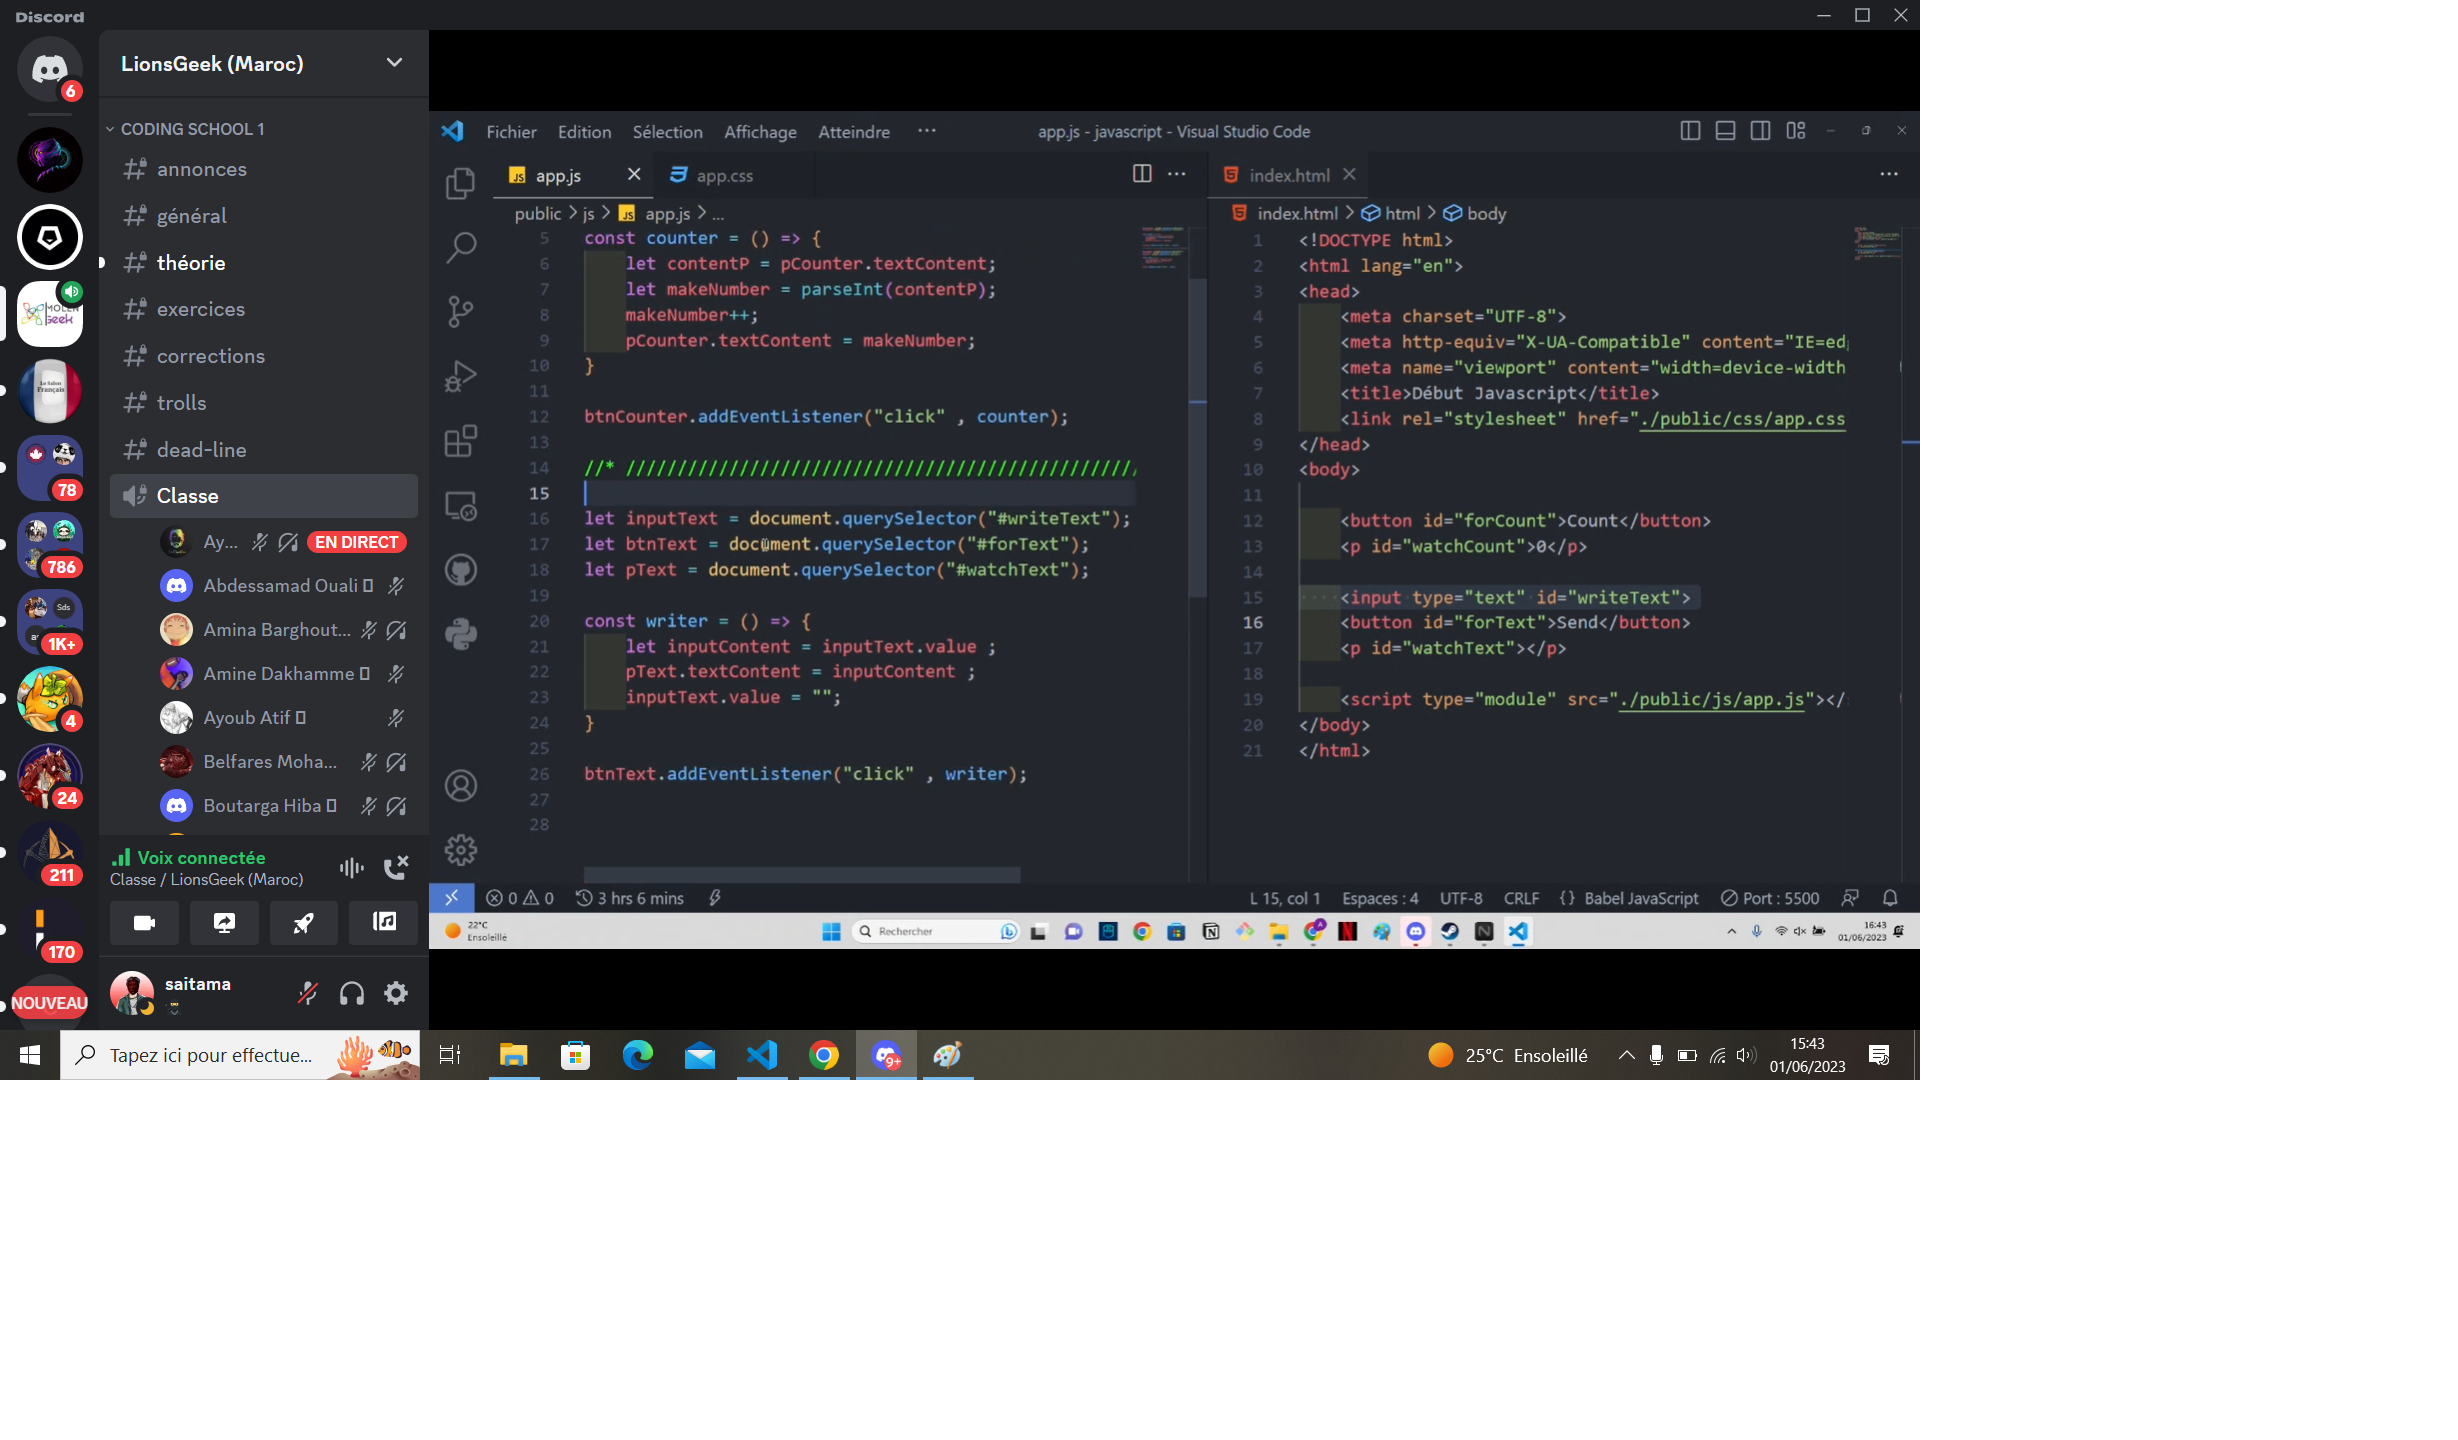 Discord
LionsGeek (Maroc)
6
CODING SCHOOL 1
annonces
général
théorie
exercices
corrections
trolls
dead-line
Classe
Ay... EN DIRECT
Abdessamad Ouali
Amina Barghout...
Amine Dakhamme
Ayoub Atif
Belfares Moha...
Boutarga Hiba
Voix connectée
Classe / LionsGeek (Maroc)
saitama
Geek
Le Salon
Français
78
786
Sds
1K+
4
24
211
170
NOUVEAU
Fichier Edition Sélection Affichage Atteindre ··· app.js - javascript - Visual Studio Code
JS app.js app.css
public > js > JS app.js > ...
5 const counter = () => {
6 let contentP = pCounter.textContent;
7 let makeNumber = parseInt(contentP);
8 makeNumber++;
9 pCounter.textContent = makeNumber;
10 }
11
12 btnCounter.addEventListener("click" , counter);
13
14 //* //////////////////////////////////////////////////
15
16 let inputText = document.querySelector("#writeText");
17 let btnText = document.querySelector("#forText");
18 let pText = document.querySelector("#watchText");
19
20 const writer = () => {
21 let inputContent = inputText.value ;
22 pText.textContent = inputContent ;
23 inputText.value = "";
24 }
25
26 btnText.addEventListener("click" , writer);
27
28
index.html
index.html > html > body
1 <!DOCTYPE html>
2 <html lang="en">
3 <head>
4 <meta charset="UTF-8">
5 <meta http-equiv="X-UA-Compatible" content="IE=ed
6 <meta name="viewport" content="width=device-width
7 <title>Début Javascript</title>
8 <link rel="stylesheet" href="./public/css/app.css
9 </head>
10 <body>
11
12 <button id="forCount">Count</button>
13 <p id="watchCount">0</p>
14
15 <input type="text" id="writeText">
16 <button id="forText">Send</button>
17 <p id="watchText"></p>
18
19 <script type="module" src="./public/js/app.js"></
20 </body>
21 </html>
0 0 3 hrs 6 mins L 15, col 1 Espaces : 4 UTF-8 CRLF {} Babel JavaScript Port : 5500
22°C
Ensoleillé
Rechercher
16:43
01/06/2023
Tapez ici pour effectue...
9+
25°C Ensoleillé
15:43
01/06/2023